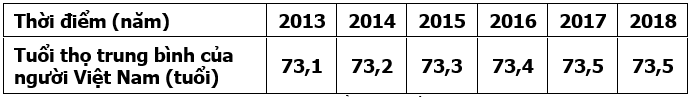 Thời điểm (năm) 2013 2014 2015 2016 2017 2018
Tuổi thọ trung bình của
người Việt Nam (tuổi) 73,1 73,2 73,3 73,4 73,5 73,5